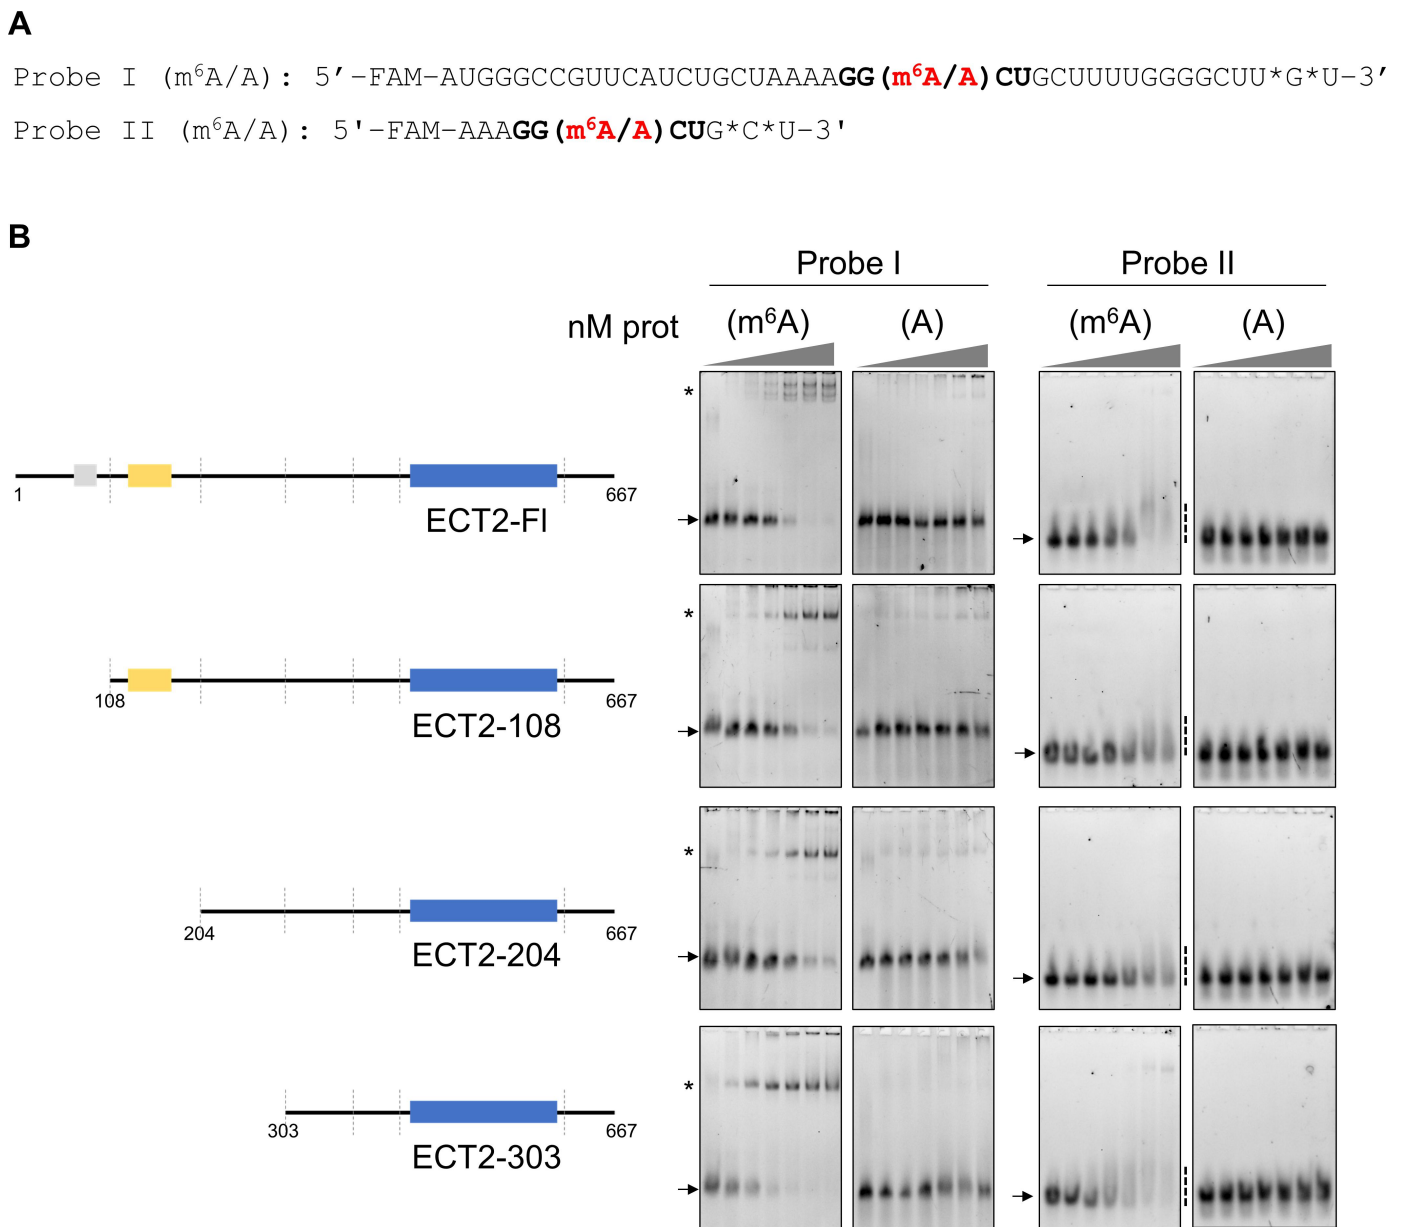 A
Probe I (m⁶A/A): 5′-FAM-AUGGGCCGUUCAUCUGCUAAAAGG(m⁶A/A)CUGCUUUUGGGGCUU*G*U-3′
Probe II (m⁶A/A): 5'-FAM-AAAGG(m⁶A/A)CUG*C*U-3'
B
Probe I Probe II
nM prot (m⁶A) (A) (m⁶A) (A)
*
1 667
ECT2-Fl
*
108 667
ECT2-108
*
204 667
ECT2-204
*
303 667
ECT2-303